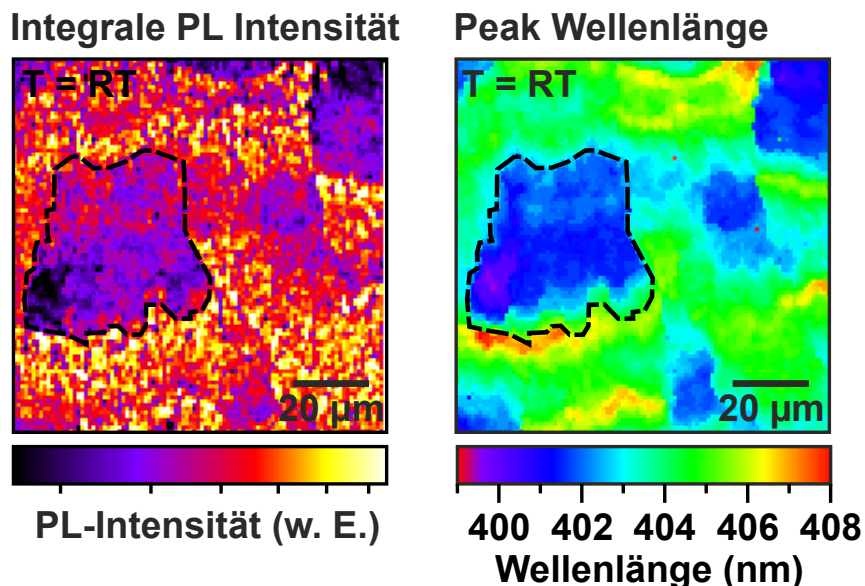 Integrale PL Intensität
T = RT
20 µm
PL-Intensität (w. E.)
Peak Wellenlänge
T = RT
20 µm
400 402 404 406 408
Wellenlänge (nm)